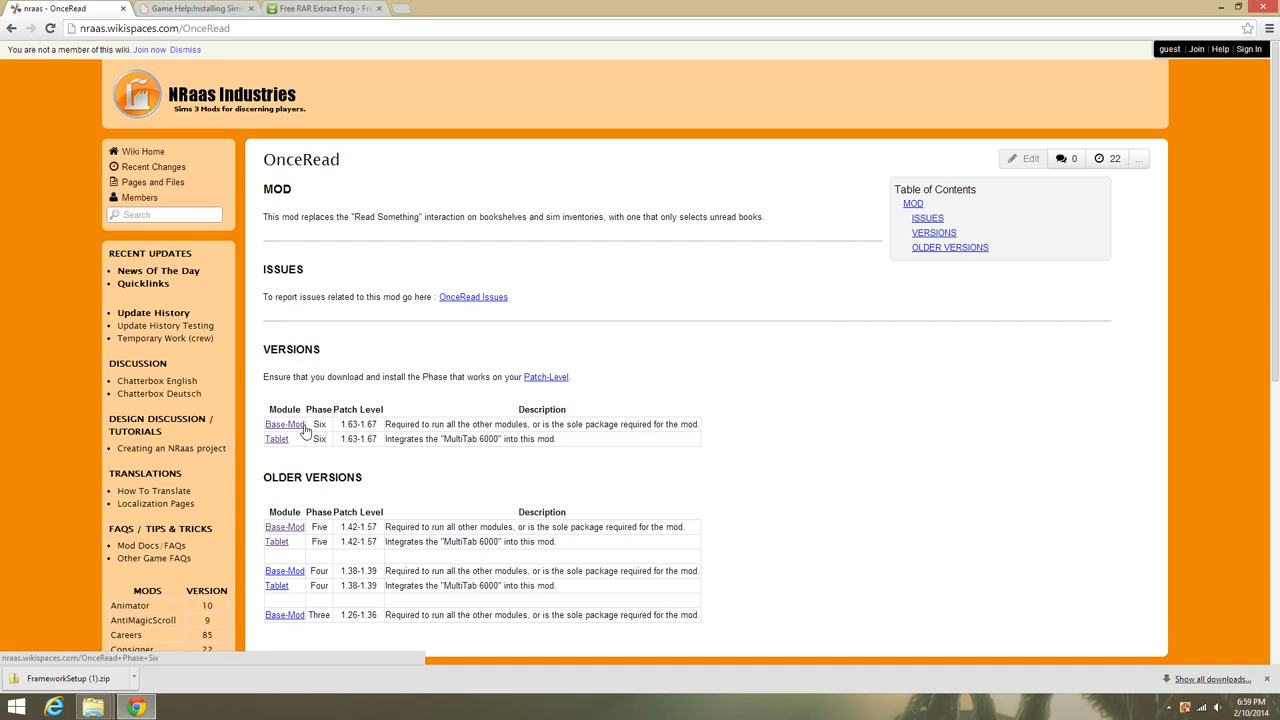 nraas - OnceRead
Game Help:Installing Sims
Free RAR Extract Frog - Fr
nraas.wikispaces.com/OnceRead
You are not a member of this wiki. Join now Dismiss
guest | Join | Help | Sign In
NRaas Industries
Sims 3 Mods for discerning players.
Wiki Home
Recent Changes
Pages and Files
Members
Search
RECENT UPDATES
• News Of The Day
• Quicklinks
• Update History
• Update History Testing
• Temporary Work (crew)
DISCUSSION
• Chatterbox English
• Chatterbox Deutsch
DESIGN DISCUSSION /
TUTORIALS
• Creating an NRaas project
TRANSLATIONS
• How To Translate
• Localization Pages
FAQS / TIPS & TRICKS
• Mod Docs/FAQs
• Other Game FAQs
MODS VERSION
Animator 10
AntiMagicScroll 9
Careers 85
Consigner 22
OnceRead
Edit 0 22 ...
MOD
This mod replaces the "Read Something" interaction on bookshelves and sim inventories, with one that only selects unread books.
Table of Contents
MOD
ISSUES
VERSIONS
OLDER VERSIONS
ISSUES
To report issues related to this mod go here : OnceRead Issues
VERSIONS
Ensure that you download and install the Phase that works on your Patch-Level.
Module Phase Patch Level Description
Base-Mod Six 1.63-1.67 Required to run all other modules, or is the sole package required for the mod.
Tablet Six 1.63-1.67 Integrates the "MultiTab 6000" into this mod.
OLDER VERSIONS
Module Phase Patch Level Description
Base-Mod Five 1.42-1.57 Required to run all other modules, or is the sole package required for the mod.
Tablet Five 1.42-1.57 Integrates the "MultiTab 6000" into this mod.
Base-Mod Four 1.38-1.39 Required to run all the other modules, or is the sole package required for the mod.
Tablet Four 1.38-1.39 Integrates the "MultiTab 6000" into this mod.
Base-Mod Three 1.26-1.36 Required to run all the other modules, or is the sole package required for the mod.
nraas.wikispaces.com/OnceRead+Phase+Six
FrameworkSetup (1).zip
Show all downloads...
6:59 PM
2/10/2014